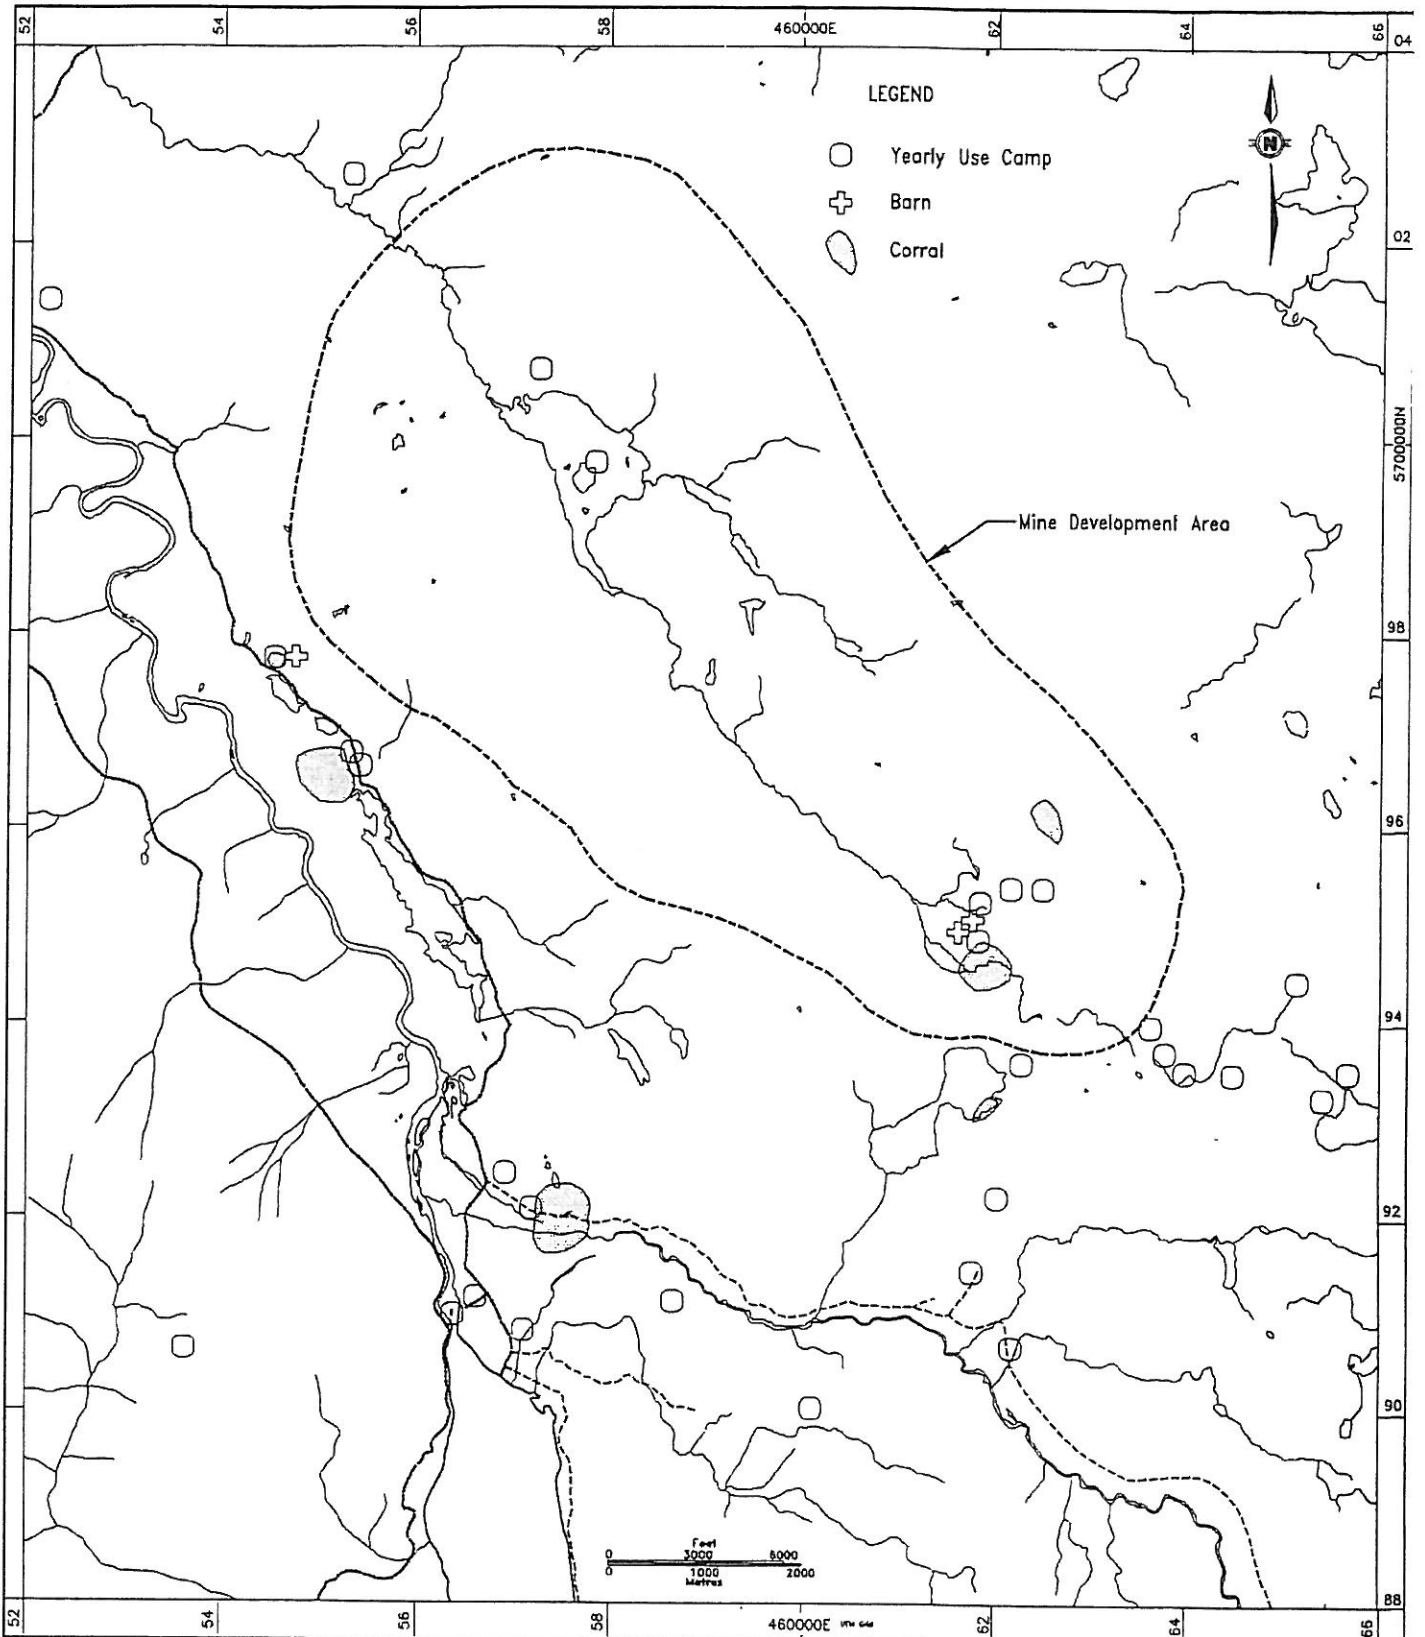 52 54 56 58 460000E 62 64 66
04
LEGEND
N
Yearly Use Camp
Barn
Corral
02
5700000N
Mine Development Area
98
96
94
92
90
Feet
0 3000 6000
0 1000 2000
Metres
88
52 54 56 58 460000E UTM Grid 62 64 66